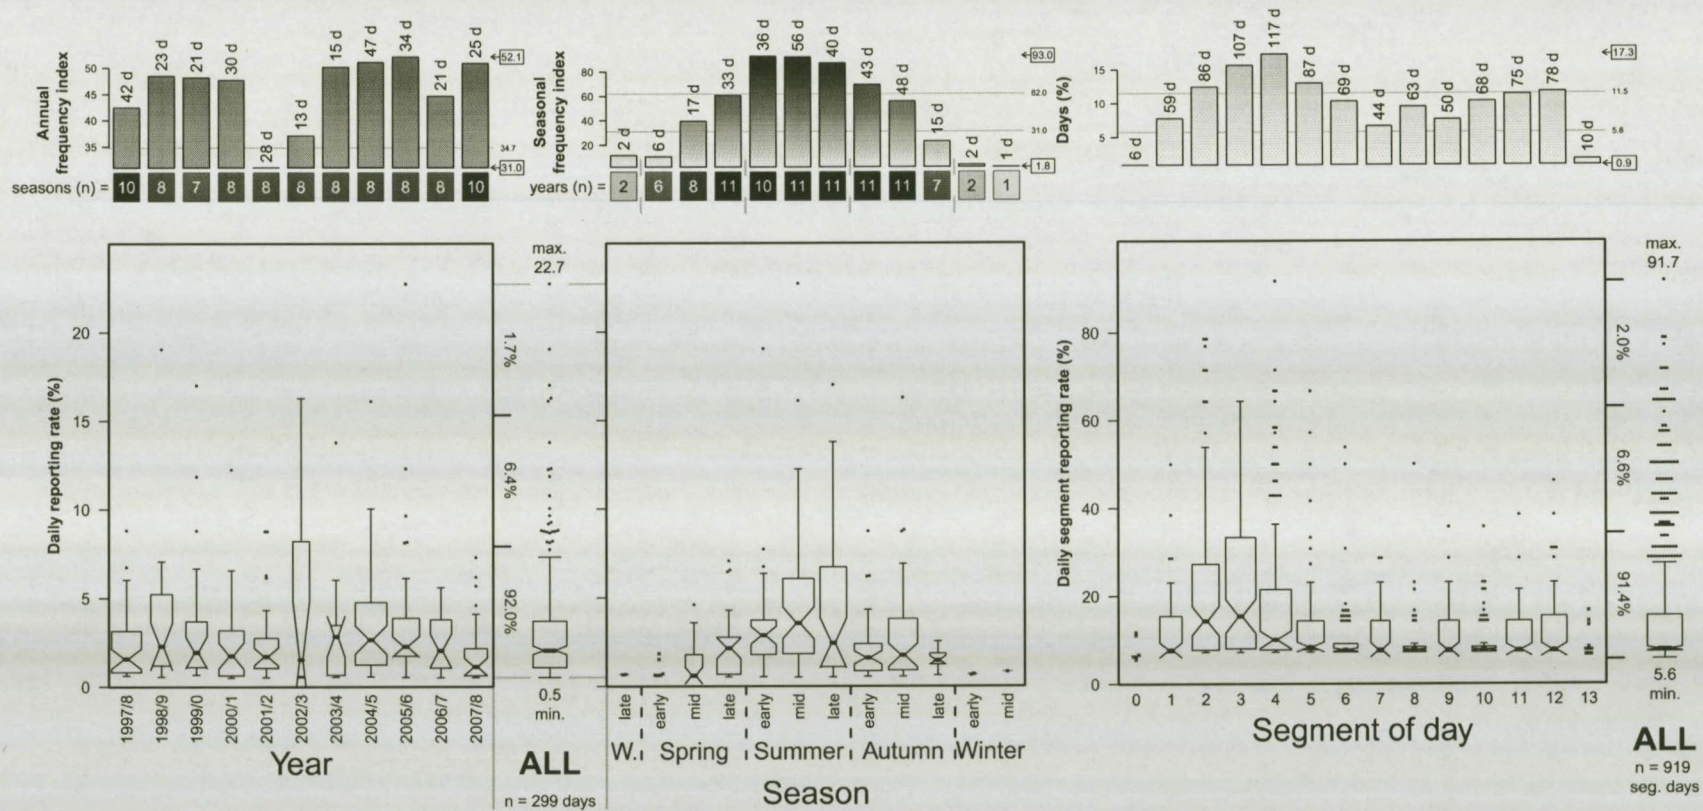 Annual frequency index
50
45
40
35
42 d
23 d
21 d
30 d
28 d
13 d
15 d
47 d
34 d
21 d
25 d
52.1
34.7
31.0
seasons (n) = 10 8 7 8 8 8 8 8 8 8 10
Seasonal frequency index
80
60
40
20
2 d
6 d
17 d
33 d
36 d
56 d
40 d
43 d
48 d
15 d
2 d
1 d
93.0
62.0
31.0
1.8
years (n) = 2 6 8 11 10 11 11 11 11 7 2 1
Days (%)
15
10
5
6 d
59 d
86 d
107 d
117 d
87 d
69 d
44 d
63 d
50 d
68 d
75 d
78 d
10 d
17.3
11.5
5.8
0.9
Daily reporting rate (%)
20
15
10
5
0
1997/8
1998/9
1999/0
2000/1
2001/2
2002/3
2003/4
2004/5
2005/6
2006/7
2007/8
Year
max.
22.7
1.7%
6.4%
92.0%
0.5
min.
ALL
n = 299 days
late
early
mid
late
early
mid
late
early
mid
late
early
mid
W. Spring Summer Autumn Winter
Season
Daily segment reporting rate (%)
80
60
40
20
0
0 1 2 3 4 5 6 7 8 9 10 11 12 13
Segment of day
max.
91.7
2.0%
6.6%
91.4%
5.6
min.
ALL
n = 919
seg. days